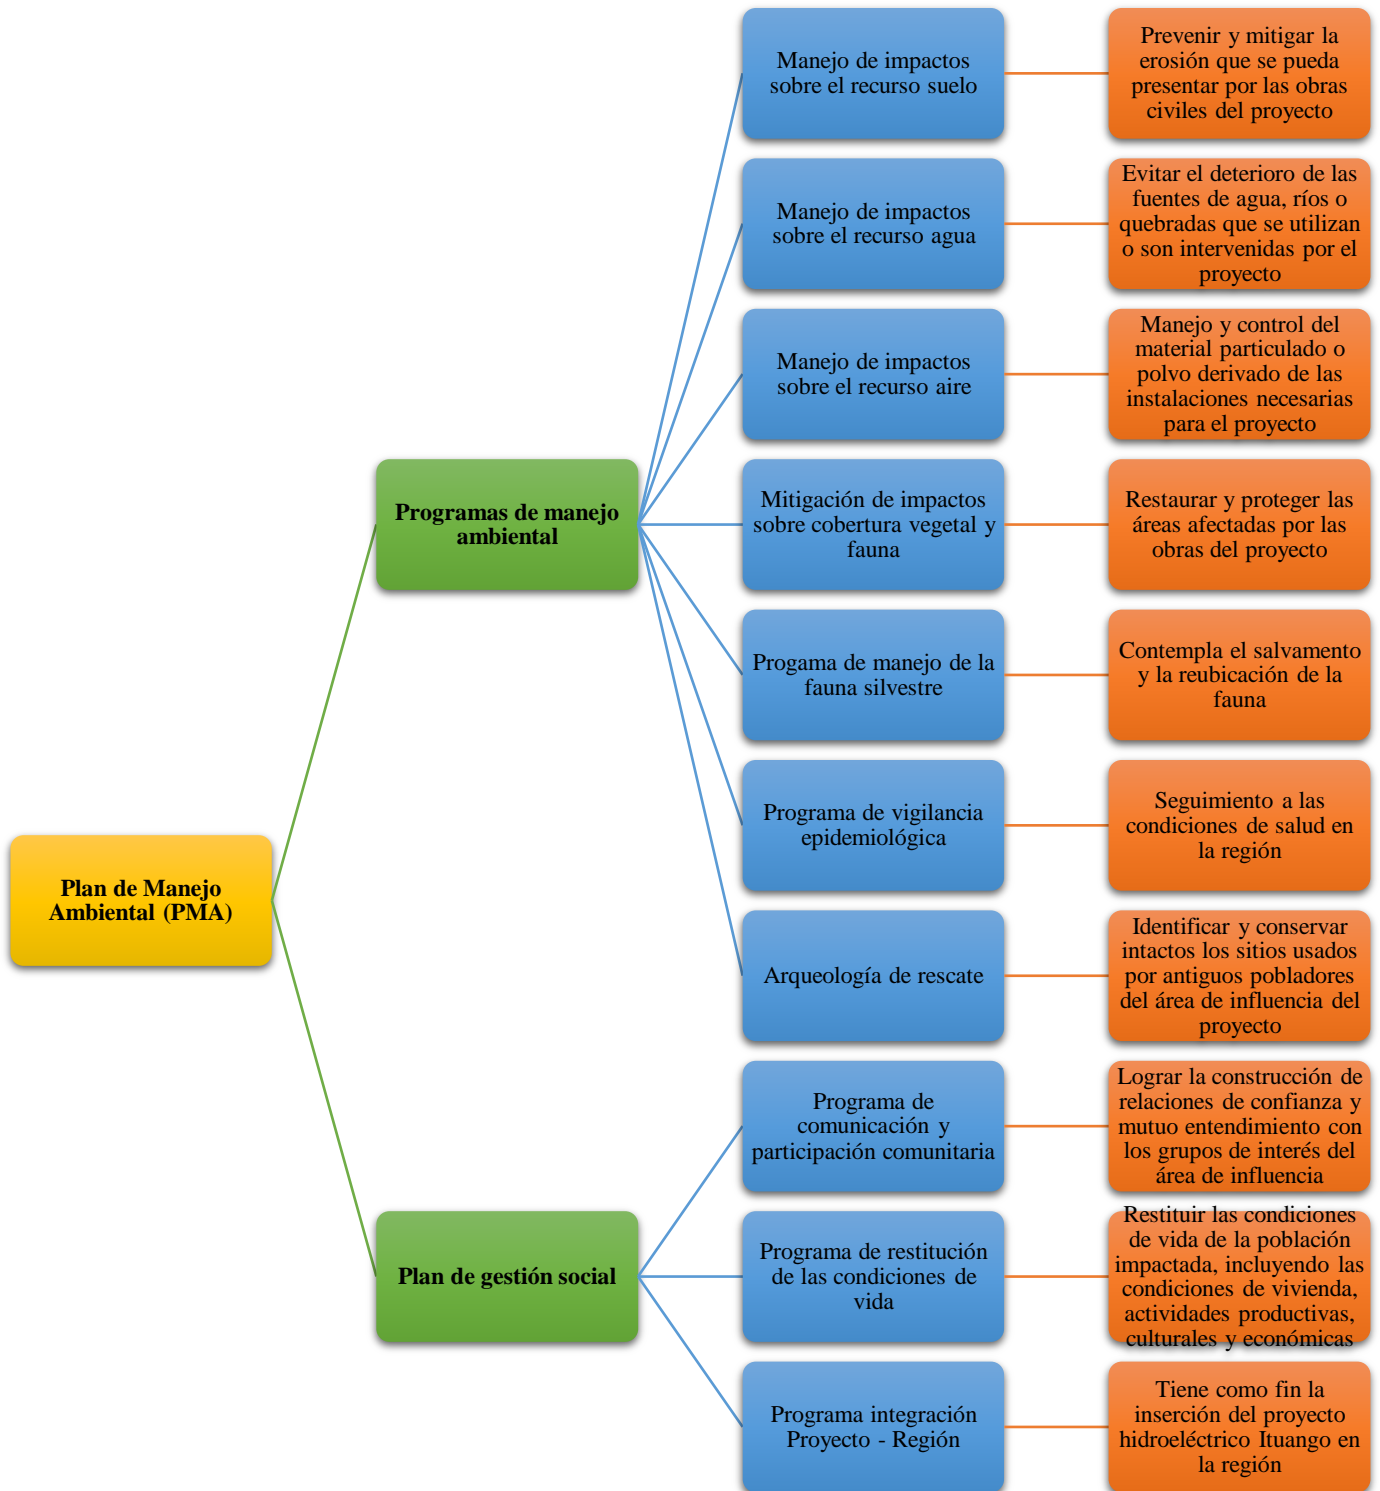 Plan de Manejo
Ambiental (PMA)
Programas de manejo
ambiental
Manejo de impactos
sobre el recurso suelo
Prevenir y mitigar la
erosión que se pueda
presentar por las obras
civiles del proyecto
Manejo de impactos
sobre el recurso agua
Evitar el deterioro de las
fuentes de agua, ríos o
quebradas que se utilizan
o son intervenidas por el
proyecto
Manejo de impactos
sobre el recurso aire
Manejo y control del
material particulado o
polvo derivado de las
instalaciones necesarias
para el proyecto
Mitigación de impactos
sobre cobertura vegetal y
fauna
Restaurar y proteger las
áreas afectadas por las
obras del proyecto
Progama de manejo de la
fauna silvestre
Contempla el salvamento
y la reubicación de la
fauna
Programa de vigilancia
epidemiológica
Seguimiento a las
condiciones de salud en
la región
Arqueología de rescate
Identificar y conservar
intactos los sitios usados
por antiguos pobladores
del área de influencia del
proyecto
Plan de gestión social
Programa de
comunicación y
participación comunitaria
Lograr la construcción de
relaciones de confianza y
mutuo entendimiento con
los grupos de interés del
área de influencia
Programa de restitución
de las condiciones de
vida
Restituir las condiciones
de vida de la población
impactada, incluyendo las
condiciones de vivienda,
actividades productivas,
culturales y económicas
Programa integración
Proyecto - Región
Tiene como fin la
inserción del proyecto
hidroeléctrico Ituango en
la región